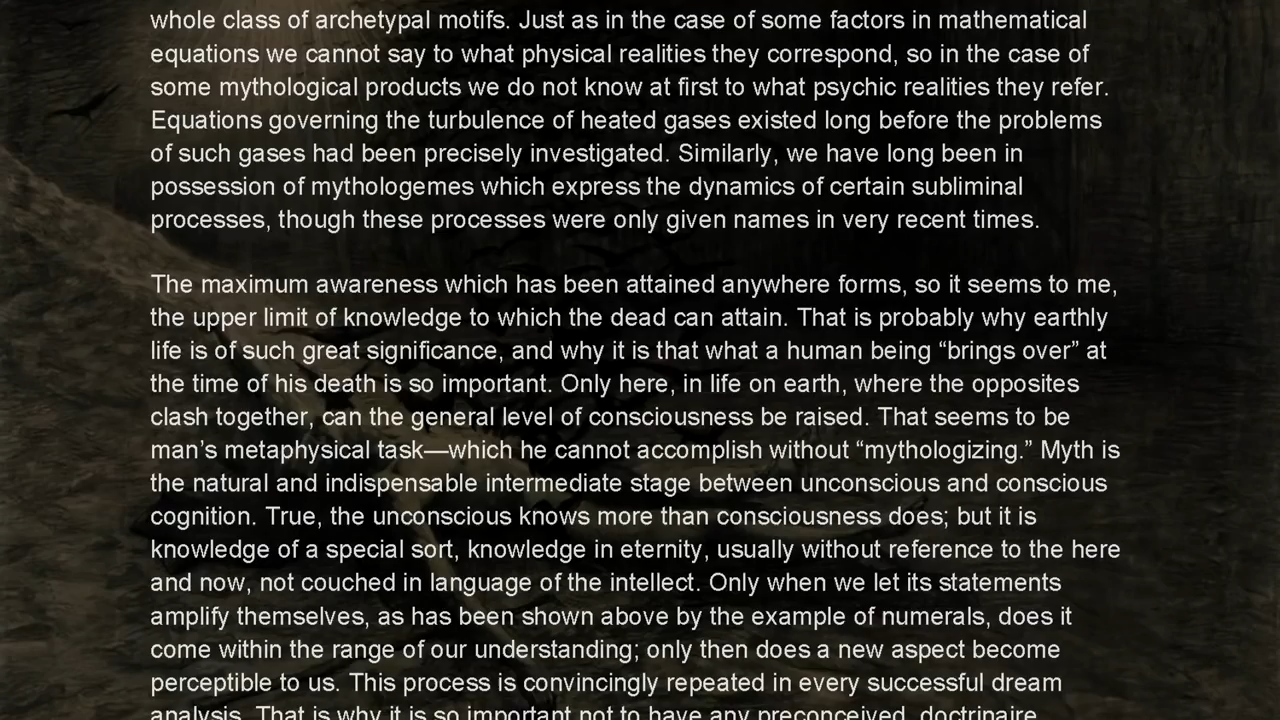 whole class of archetypal motifs. Just as in the case of some factors in mathematical
equations we cannot say to what physical realities they correspond, so in the case of
some mythological products we do not know at first to what psychic realities they refer.
Equations governing the turbulence of heated gases existed long before the problems
of such gases had been precisely investigated. Similarly, we have long been in
possession of mythologemes which express the dynamics of certain subliminal
processes, though these processes were only given names in very recent times.
The maximum awareness which has been attained anywhere forms, so it seems to me,
the upper limit of knowledge to which the dead can attain. That is probably why earthly
life is of such great significance, and why it is that what a human being “brings over” at
the time of his death is so important. Only here, in life on earth, where the opposites
clash together, can the general level of consciousness be raised. That seems to be
man’s metaphysical task—which he cannot accomplish without “mythologizing.” Myth is
the natural and indispensable intermediate stage between unconscious and conscious
cognition. True, the unconscious knows more than consciousness does; but it is
knowledge of a special sort, knowledge in eternity, usually without reference to the here
and now, not couched in language of the intellect. Only when we let its statements
amplify themselves, as has been shown above by the example of numerals, does it
come within the range of our understanding; only then does a new aspect become
perceptible to us. This process is convincingly repeated in every successful dream
analysis. That is why it is so important not to have any preconceived, doctrinaire